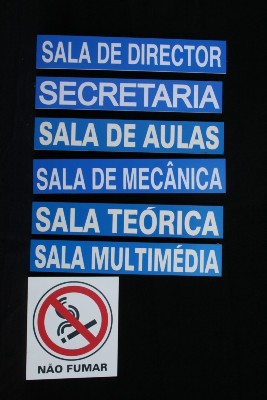 SALA DE DIRECTOR
SECRETARIA
SALA DE AULAS
SALA DE MECÂNICA
SALA TEÓRICA
SALA MULTIMÉDIA
NÃO FUMAR